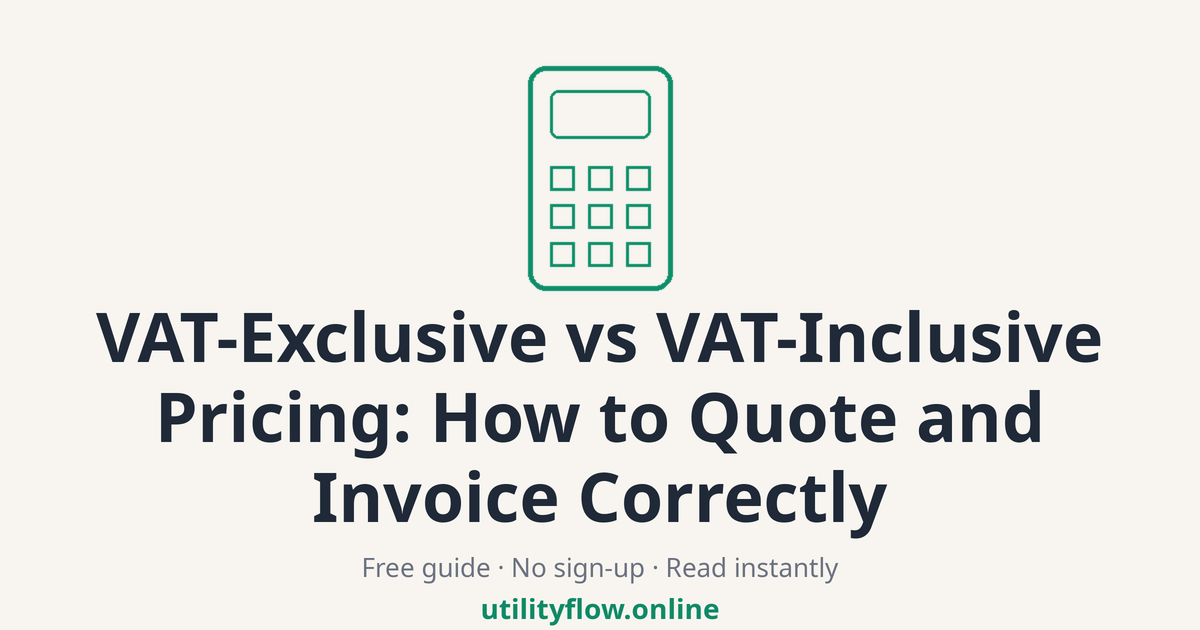 VAT-Exclusive vs VAT-Inclusive
Pricing: How to Quote and
Invoice Correctly
Free guide · No sign-up · Read instantly
utilityflow.online